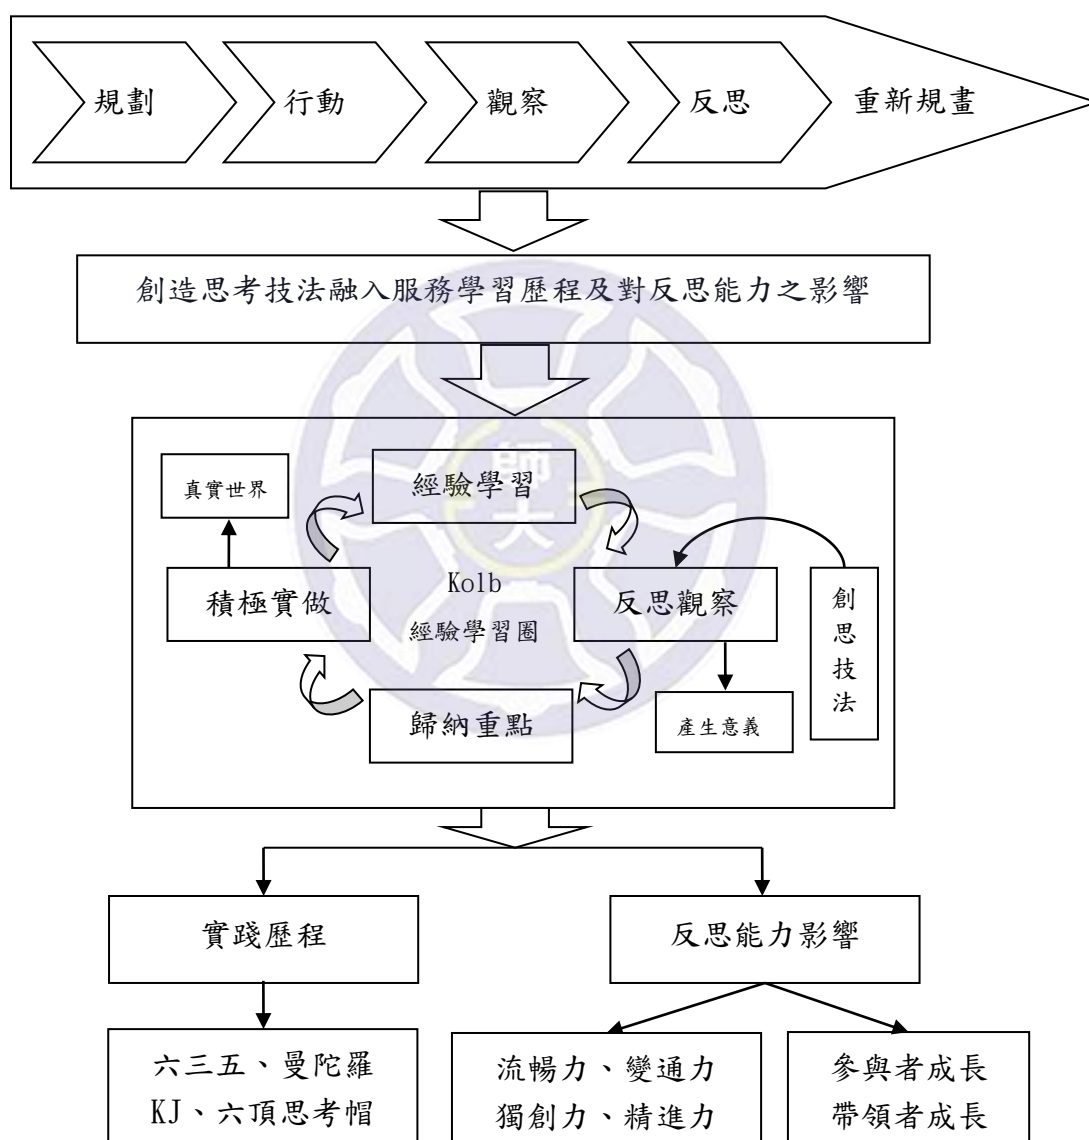 規劃
行動
觀察
反思
重新規畫
創造思考技法融入服務學習歷程及對反思能力之影響
真實世界
經驗學習
師
大
積極實做
Kolb
經驗學習圈
反思觀察
創
思
技
法
歸納重點
產生意義
實踐歷程
反思能力影響
六三五、曼陀羅
KJ、六頂思考帽
流暢力、變通力
獨創力、精進力
參與者成長
帶領者成長